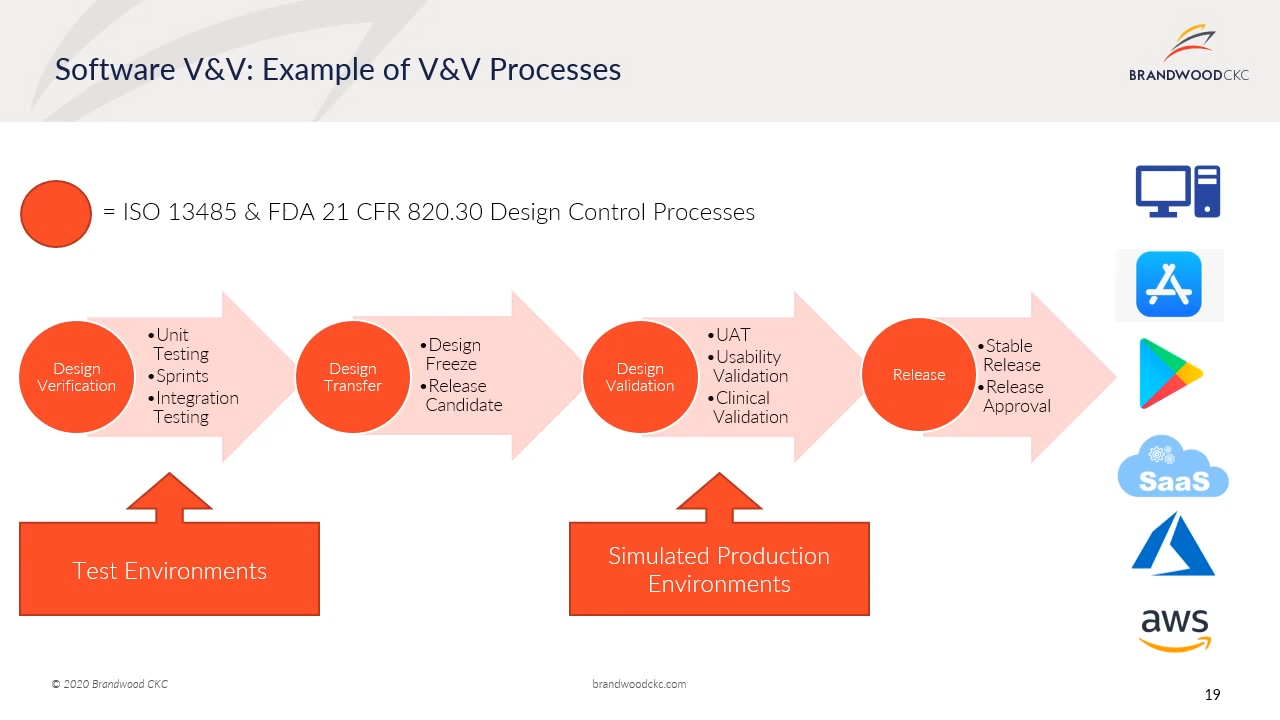 Software V&V: Example of V&V Processes
BRANDWOODCKC
= ISO 13485 & FDA 21 CFR 820.30 Design Control Processes
Design
Verification
•Unit
Testing
•Sprints
•Integration
Testing
Design
Transfer
•Design
Freeze
•Release
Candidate
Design
Validation
•UAT
•Usability
Validation
•Clinical
Validation
Release
•Stable
Release
•Release
Approval
SaaS
aws
Test Environments
Simulated Production
Environments
© 2020 Brandwood CKC
brandwoodckc.com
19